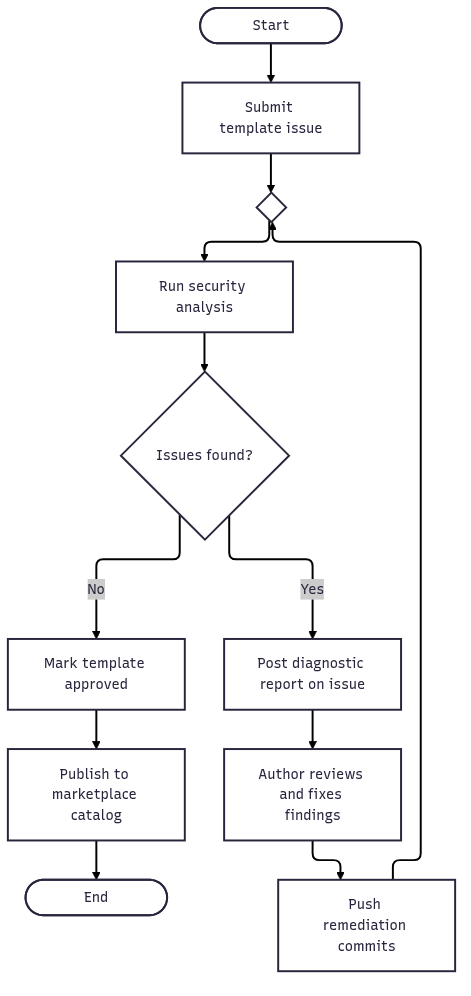 Start
Submit
template issue
Run security
analysis
Issues found?
No
Yes
Mark template
approved
Post diagnostic
report on issue
Publish to
marketplace
catalog
Author reviews
and fixes
findings
End
Push
remediation
commits